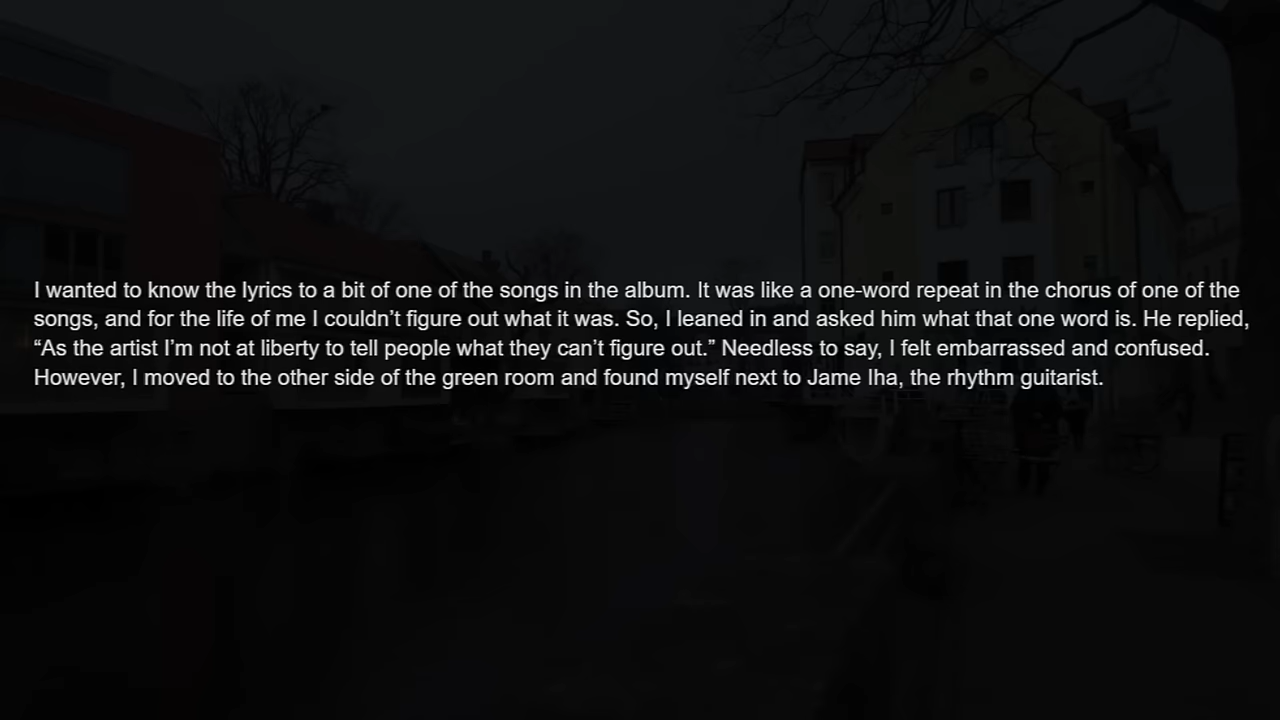 I wanted to know the lyrics to a bit of one of the songs in the album. It was like a one-word repeat in the chorus of one of the
songs, and for the life of me I couldn’t figure out what it was. So, I leaned in and asked him what that one word is. He replied,
“As the artist I’m not at liberty to tell people what they can’t figure out.” Needless to say, I felt embarrassed and confused.
However, I moved to the other side of the green room and found myself next to Jame Iha, the rhythm guitarist.